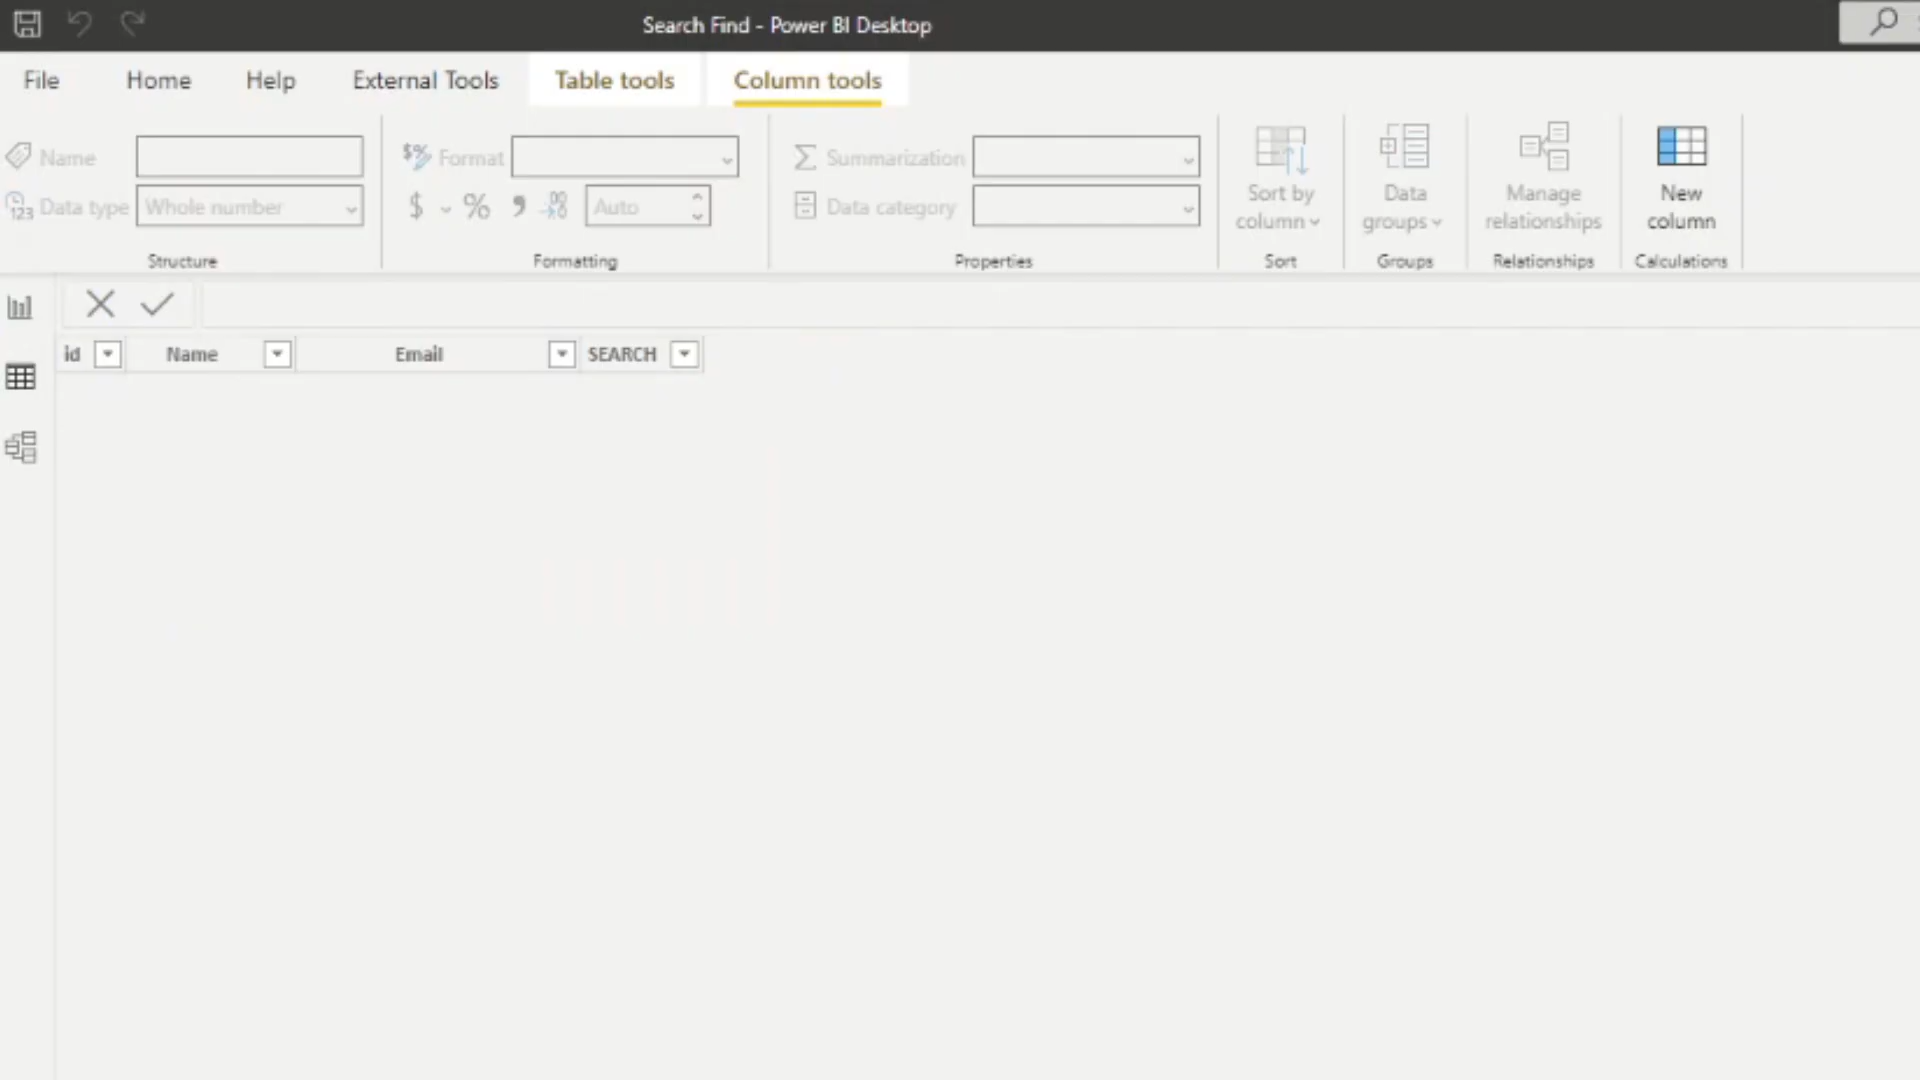 Search Find - Power BI Desktop
File Home Help External Tools Table tools Column tools
Name Format Summarization
Data type Whole number $ % 9 .00 Auto Data category
Sort by column
Data groups
Manage relationships
New column
Structure Formatting Properties Sort Groups Relationships Calculations
id Name Email SEARCH